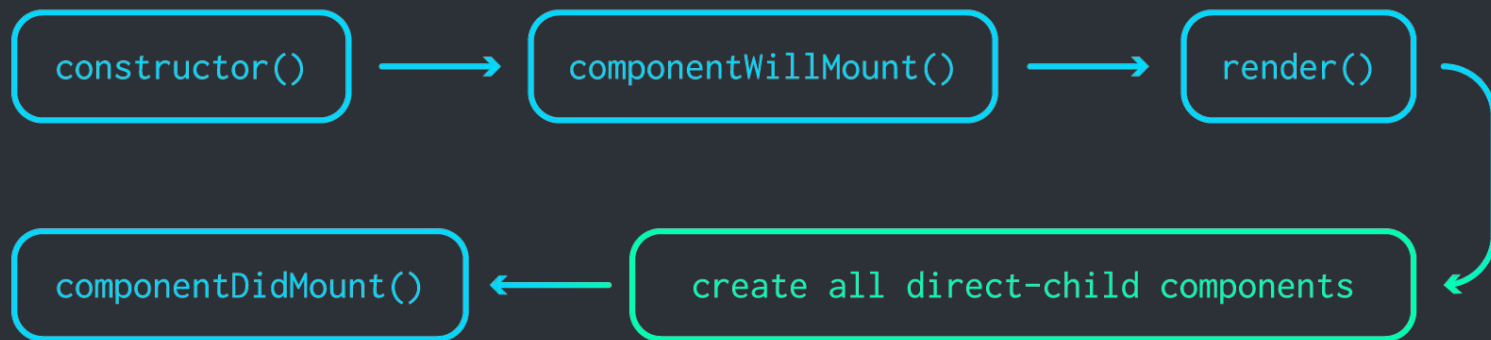 constructor()
componentWillMount()
render()
create all direct-child components
componentDidMount()